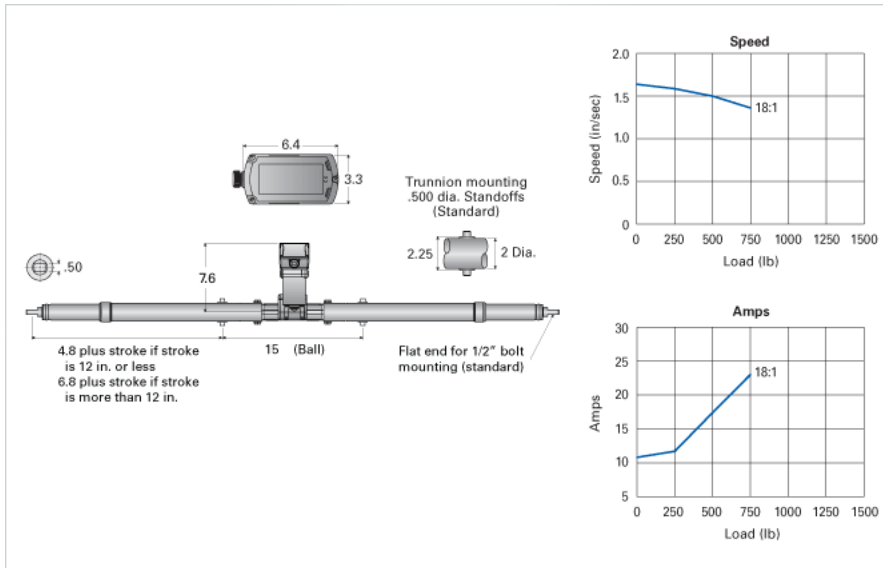 6.4
3.3
Trunnion mounting
.500 dia. Standoffs
(Standard)
2.25
2 Dia.
.50
7.6
4.8 plus stroke if stroke
is 12 in. or less
6.8 plus stroke if stroke
is more than 12 in.
15 (Ball)
Flat end for 1/2" bolt
mounting (standard)
Speed
2.0
1.5
1.0
0.5
0
Speed (in/sec)
18:1
0 250 500 750 1000 1250 1500
Load (lb)
Amps
30
25
20
15
10
5
Amps
18:1
0 250 500 750 1000 1250 1500
Load (lb)